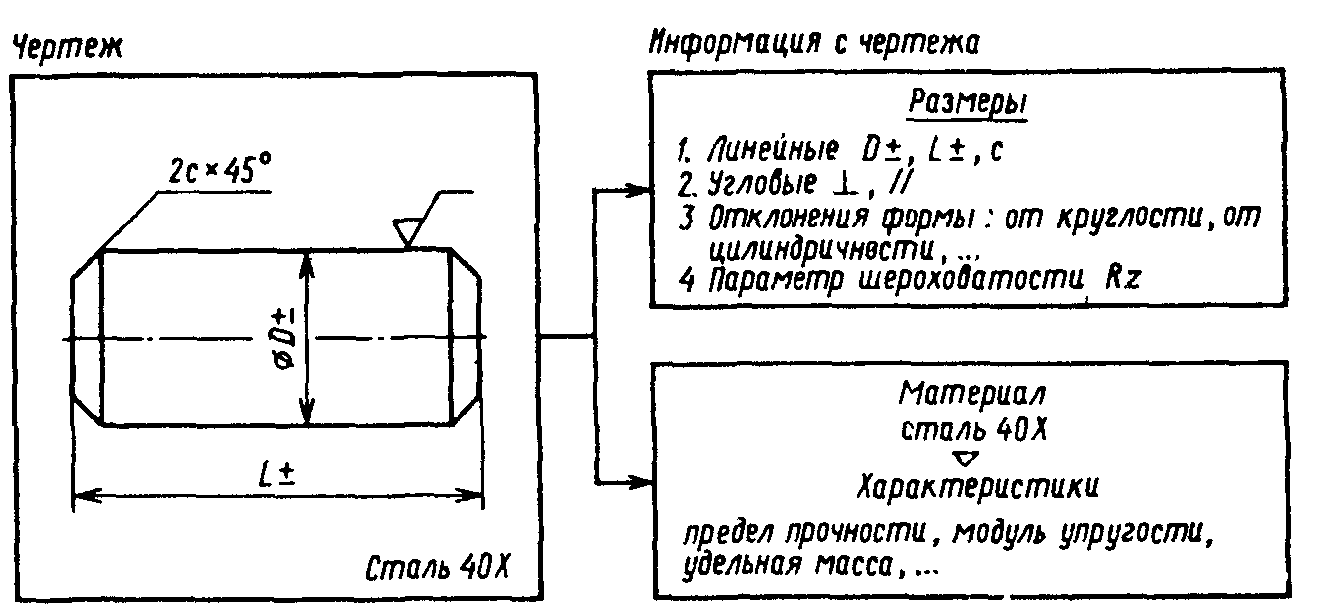 Чертеж
2с×45°
⌀D±
L±
Сталь 40Х
Информация с чертежа
Размеры
1. Линейные D±, L±, с
2. Угловые ⊥, //
3 Отклонения формы: от круглости, от
цилиндричности, ...
4 Параметр шероховатости Rz
Материал
сталь 40Х
Характеристики
предел прочности, модуль упругости,
удельная масса, ...